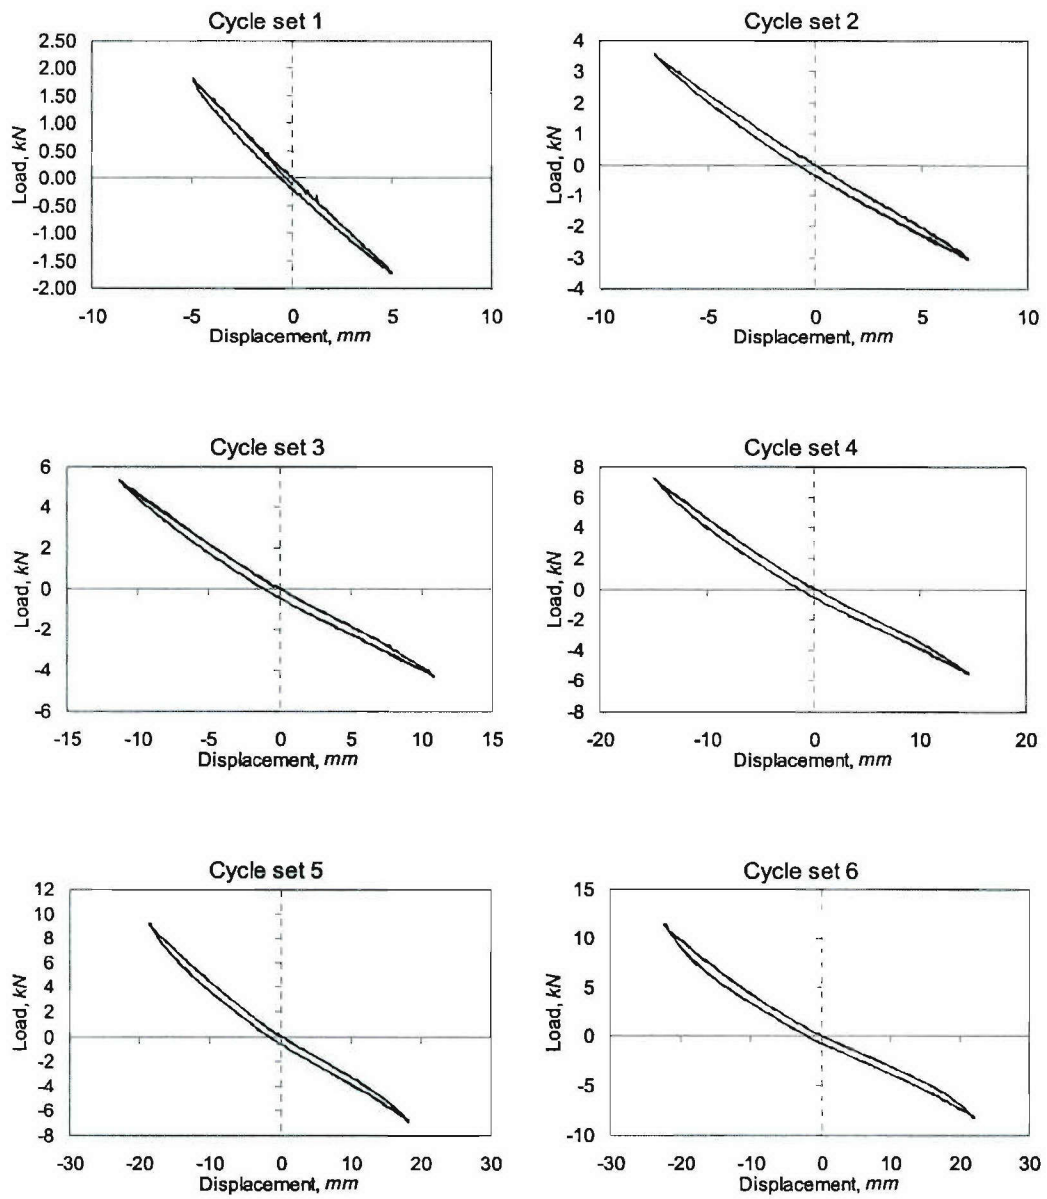 Cycle set 1
2.50
2.00
1.50
1.00
0.50
0.00
-0.50
-1.00
-1.50
-2.00
Load, kN
-10 -5 0 5 10
Displacement, mm
Cycle set 2
4
3
2
1
0
-1
-2
-3
-4
Load, kN
-10 -5 0 5 10
Displacement, mm
Cycle set 3
6
4
2
0
-2
-4
-6
Load, kN
-15 -10 -5 0 5 10 15
Displacement, mm
Cycle set 4
8
6
4
2
0
-2
-4
-6
-8
Load, kN
-20 -10 0 10 20
Displacement, mm
Cycle set 5
12
10
8
6
4
2
0
-2
-4
-6
-8
Load, kN
-30 -20 -10 0 10 20 30
Displacement, mm
Cycle set 6
15
10
5
0
-5
-10
Load, kN
-30 -20 -10 0 10 20 30
Displacement, mm